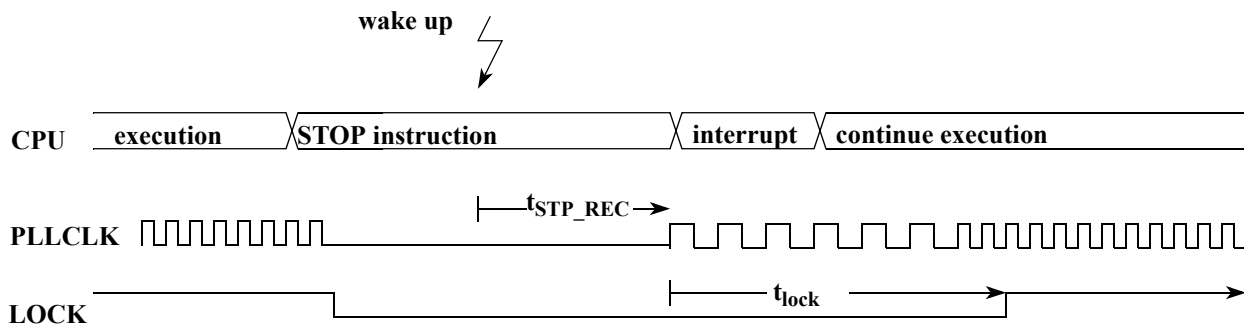 wake up
CPU execution STOP instruction interrupt continue execution
PLLCLK tSTP_REC
LOCK tlock